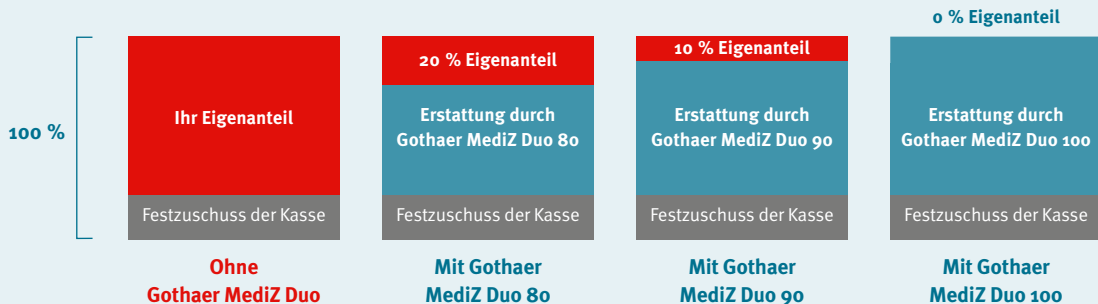 0 % Eigenanteil
100 %
Ihr Eigenanteil
Festzuschuss der Kasse
Ohne
Gothaer MediZ Duo
20 % Eigenanteil
Erstattung durch
Gothaer MediZ Duo 80
Festzuschuss der Kasse
Mit Gothaer
MediZ Duo 80
10 % Eigenanteil
Erstattung durch
Gothaer MediZ Duo 90
Festzuschuss der Kasse
Mit Gothaer
MediZ Duo 90
Erstattung durch
Gothaer MediZ Duo 100
Festzuschuss der Kasse
Mit Gothaer
MediZ Duo 100